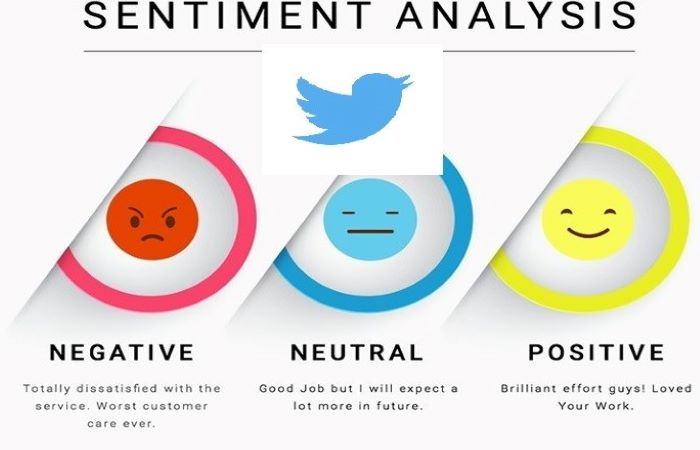 SENTIMENT ANALYSIS
NEGATIVE
Totally dissatisfied with the
service. Worst customer
care ever.
NEUTRAL
Good Job but I will expect a
lot more in future.
POSITIVE
Brilliant effort guys! Loved
Your Work.